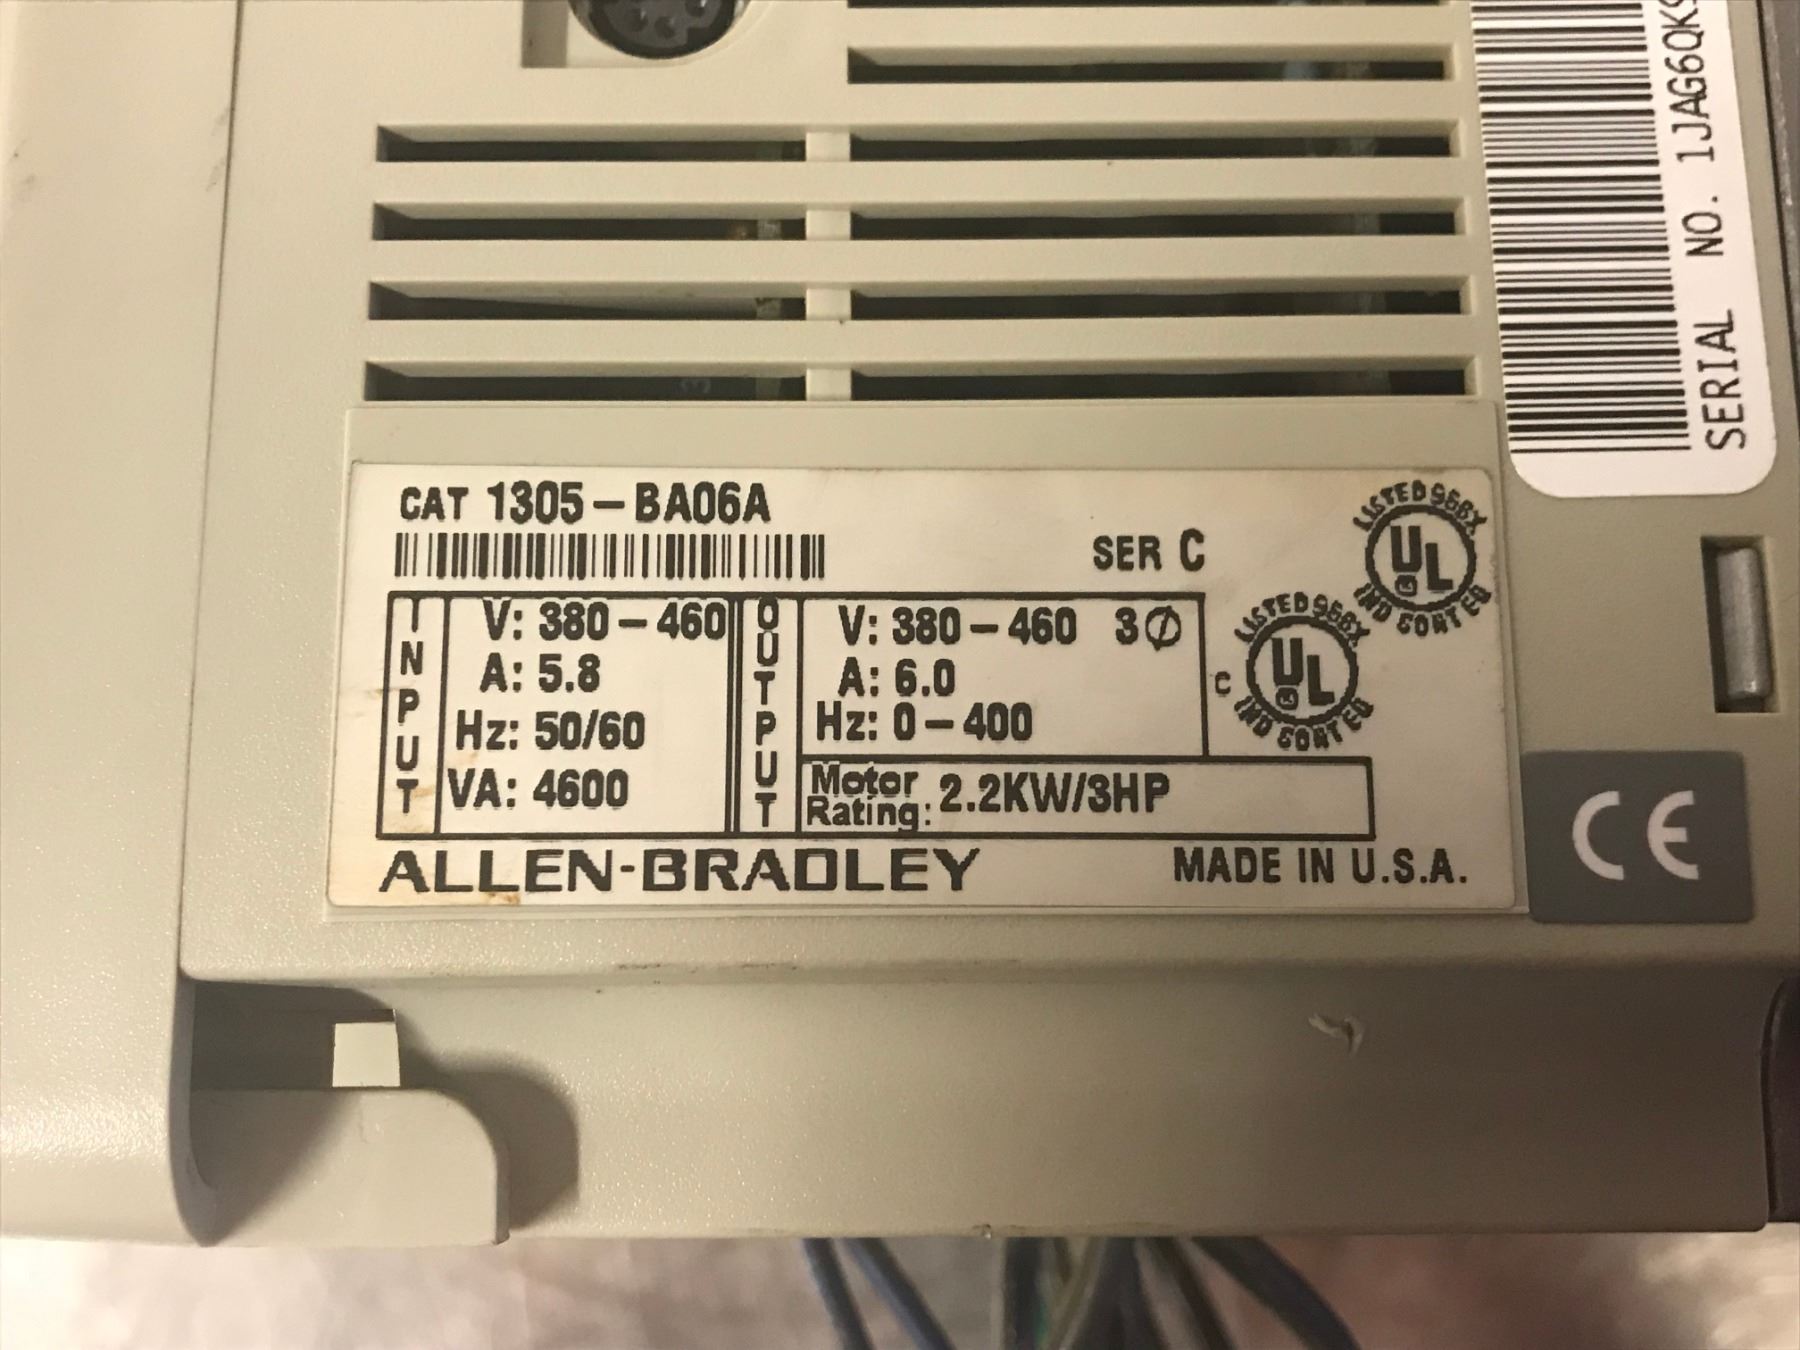 SERIAL NO. 1JAG6QK
CAT 1305-BA06A
SER C
LISTED 966X
UL
IND CONT EQ
INPUT
V: 380-460
A: 5.8
Hz: 50/60
VA: 4600
OUTPUT
V: 380-460 3Ø
A: 6.0
Hz: 0-400
Motor Rating: 2.2KW/3HP
C
LISTED 966X
UL
IND CONT EQ
ALLEN-BRADLEY
MADE IN U.S.A.
CE